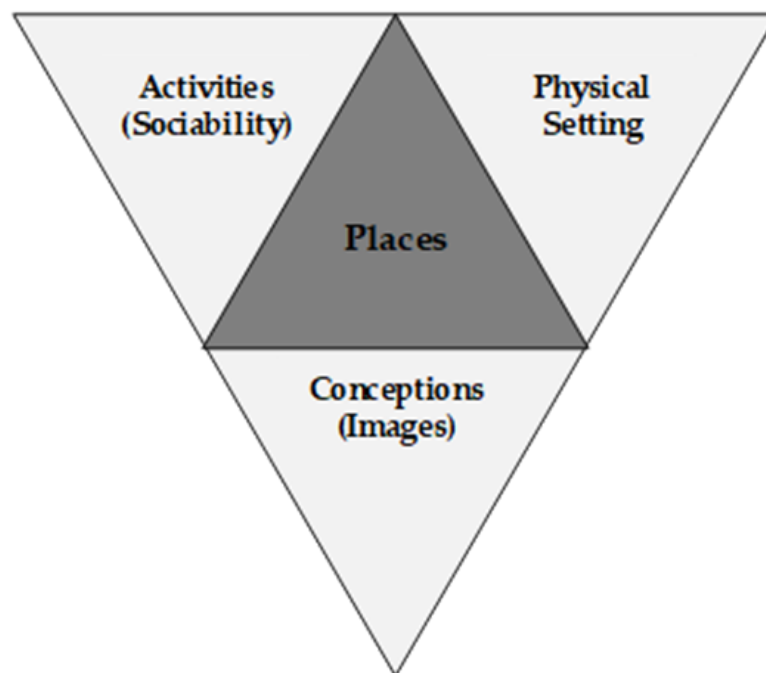 Activities
(Sociability)
Physical
Setting
Places
Conceptions
(Images)